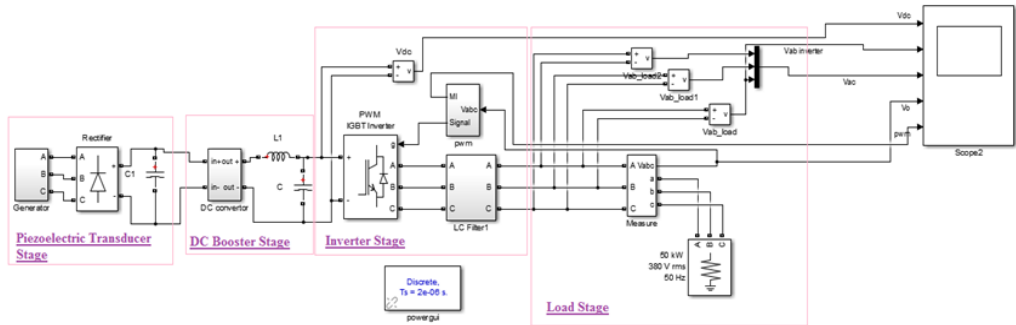 Vdc
Vab inverter
Vac
Vo
pwm
Scope2
Vdc
+
-
v
+
-
v
Vab_load2
+
-
v
Vab_load1
+
-
v
Vab_load
MI
Vabc
Signal
pwm
PWM
IGBT Inverter
g
+
-
A
B
C
Rectifier
A
B
C
Generator
A
B
C
+
-
C1
in+out +
in- out -
DC convertor
L1
C
A
B
C
A
B
C
LC Filter1
A Vabc
B
C
a
b
c
Measure
A B C
50 kW
380 V rms
50 Hz
Piezoelectric Transducer
Stage
DC Booster Stage
Inverter Stage
Load Stage
Discrete,
Ts = 2e-06 s.
powergui